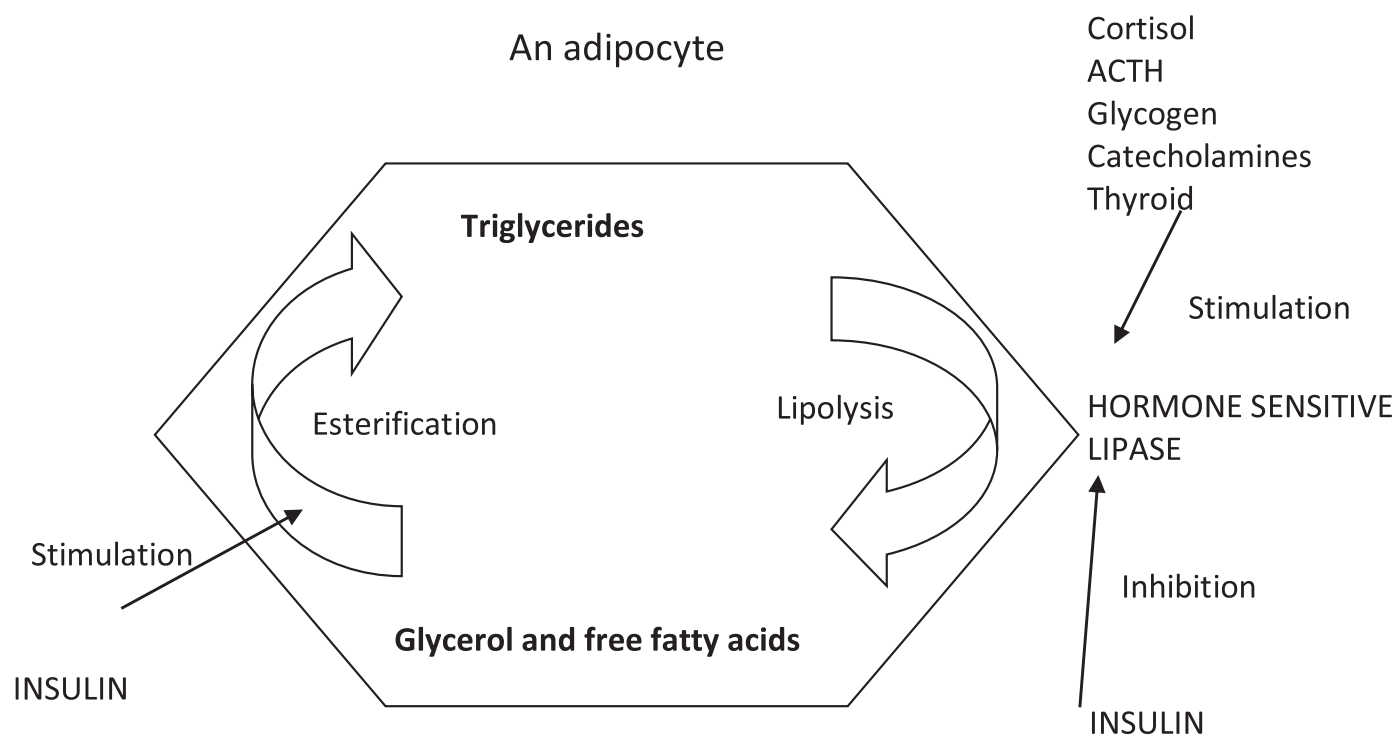 An adipocyte
Cortisol
ACTH
Glycogen
Catecholamines
Thyroid
Triglycerides
Stimulation
Esterification
Lipolysis
HORMONE SENSITIVE
LIPASE
Stimulation
Inhibition
Glycerol and free fatty acids
INSULIN
INSULIN